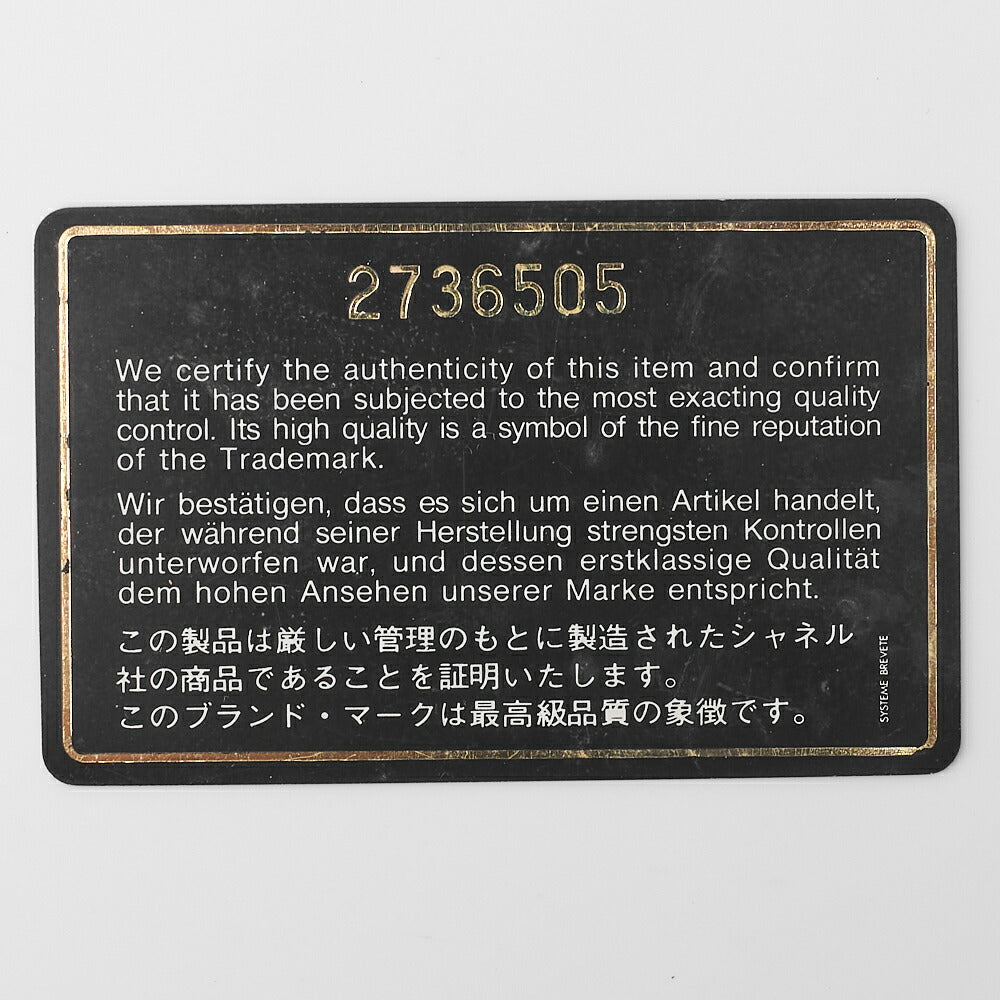 2736505
We certify the authenticity of this item and confirm
that it has been subjected to the most exacting quality
control. Its high quality is a symbol of the fine reputation
of the Trademark.
Wir bestätigen, dass es sich um einen Artikel handelt,
der während seiner Herstellung strengsten Kontrollen
unterworfen war, und dessen erstklassige Qualität
dem hohen Ansehen unserer Marke entspricht.
この製品は厳しい管理のもとに製造されたシャネル
社の商品であることを証明いたします。
このブランド・マークは最高級品質の象徴です。
SYSTEME BREVETE